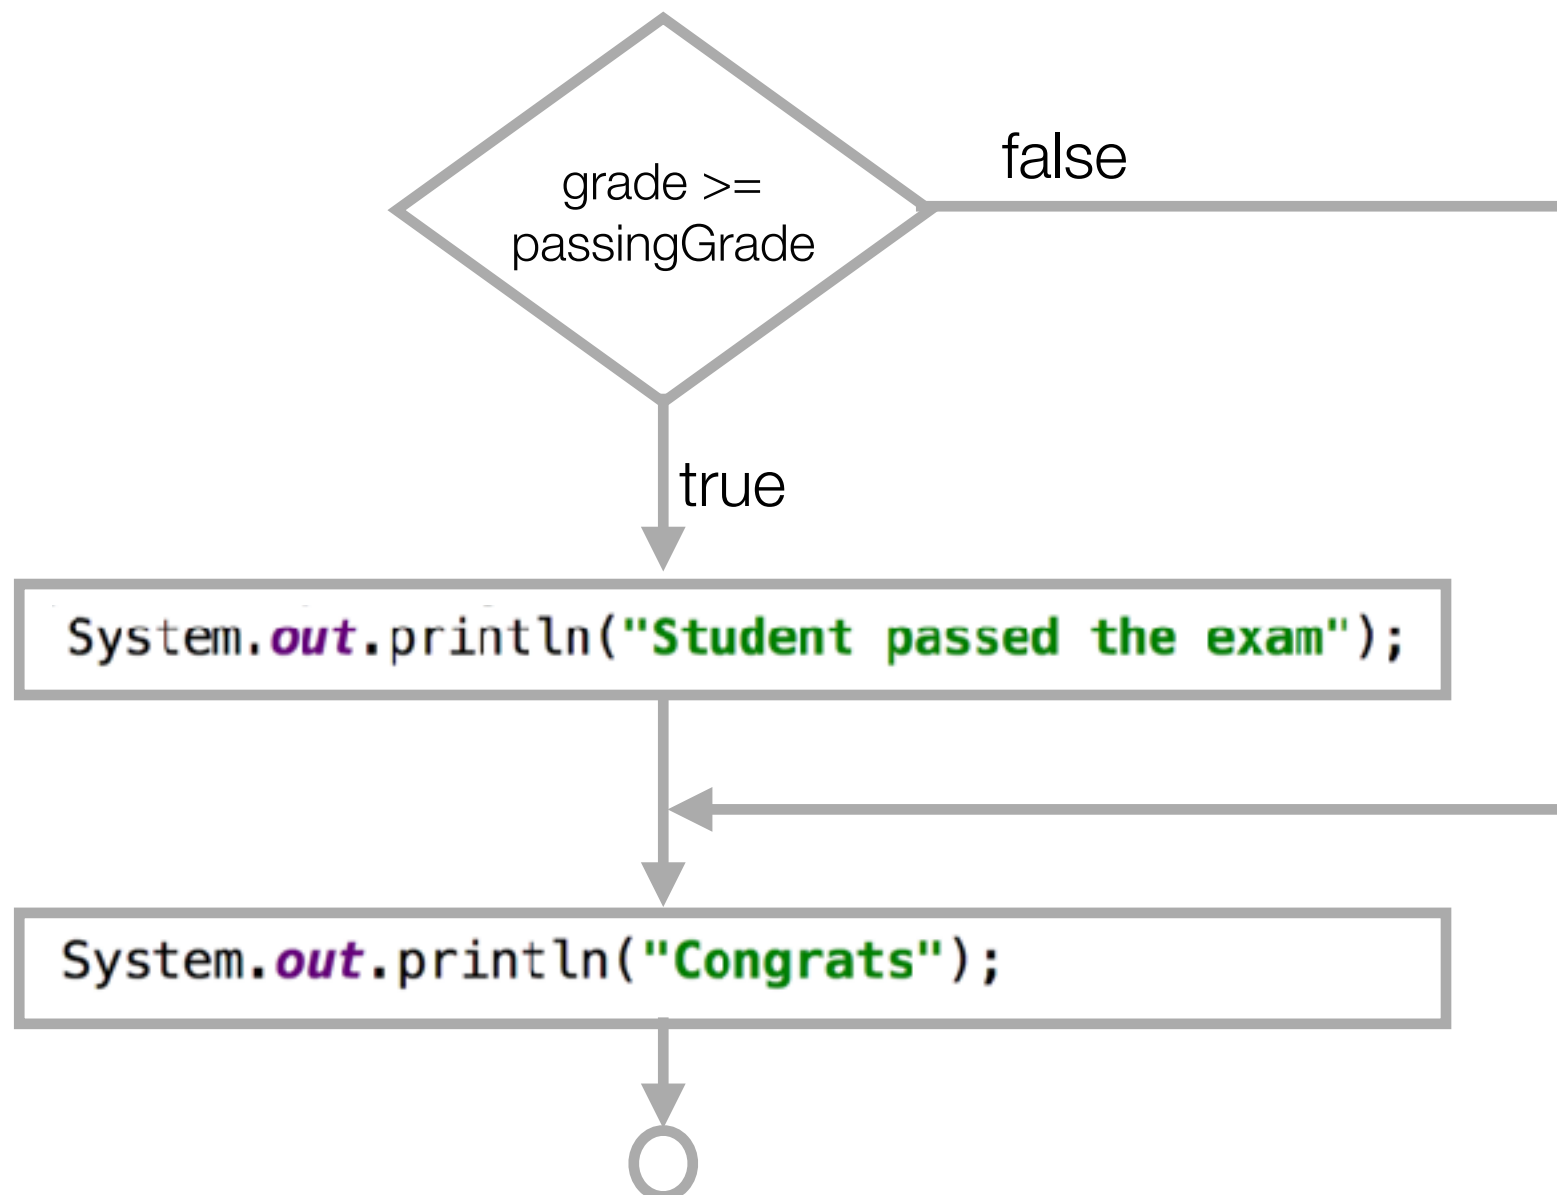 grade >=
passingGrade
false
true
System.out.println("Student passed the exam");
System.out.println("Congrats");